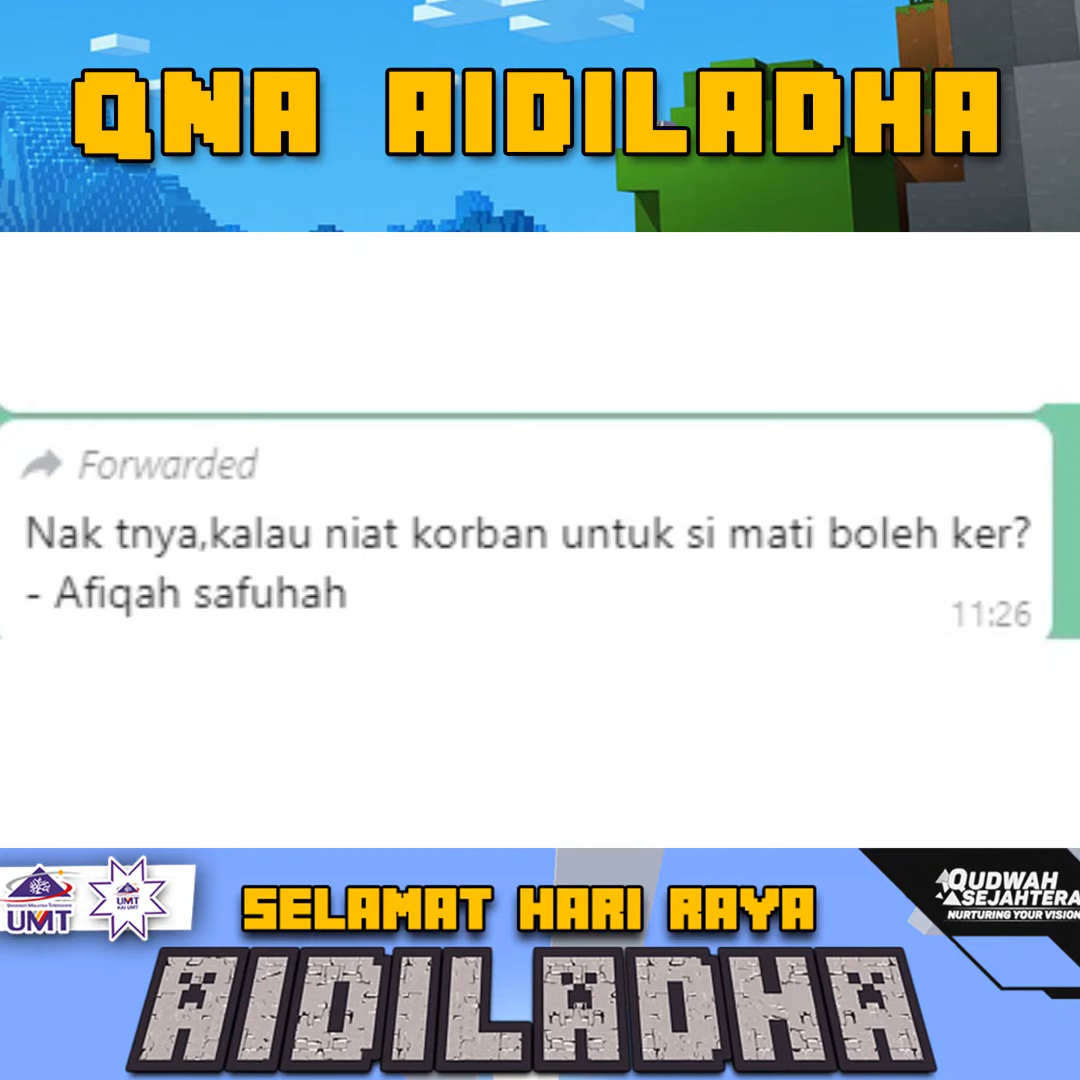 QNA AIDILADHA
Forwarded
Nak tnya,kalau niat korban untuk si mati boleh ker?
- Afiqah safuhah
11:26
UMT
UMT
SELAMAT HARI RAYA
AIDILADHA
QUDWAH
SEJAHTERA
NURTURING YOUR VISION